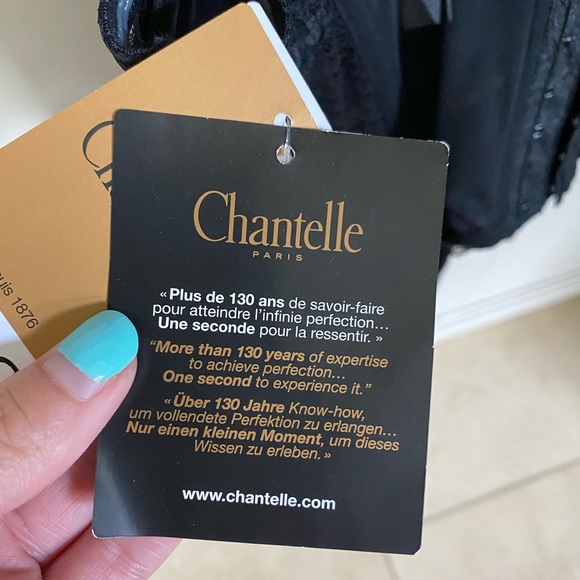 Chantelle
PARIS
« Plus de 130 ans de savoir-faire
pour atteindre l'infinie perfection...
Une seconde pour la ressentir. »
"More than 130 years of expertise
to achieve perfection...
One second to experience it."
« Über 130 Jahre Know-how,
um vollendete Perfektion zu erlangen...
Nur einen kleinen Moment, um dieses
Wissen zu erleben. »
www.chantelle.com
1876